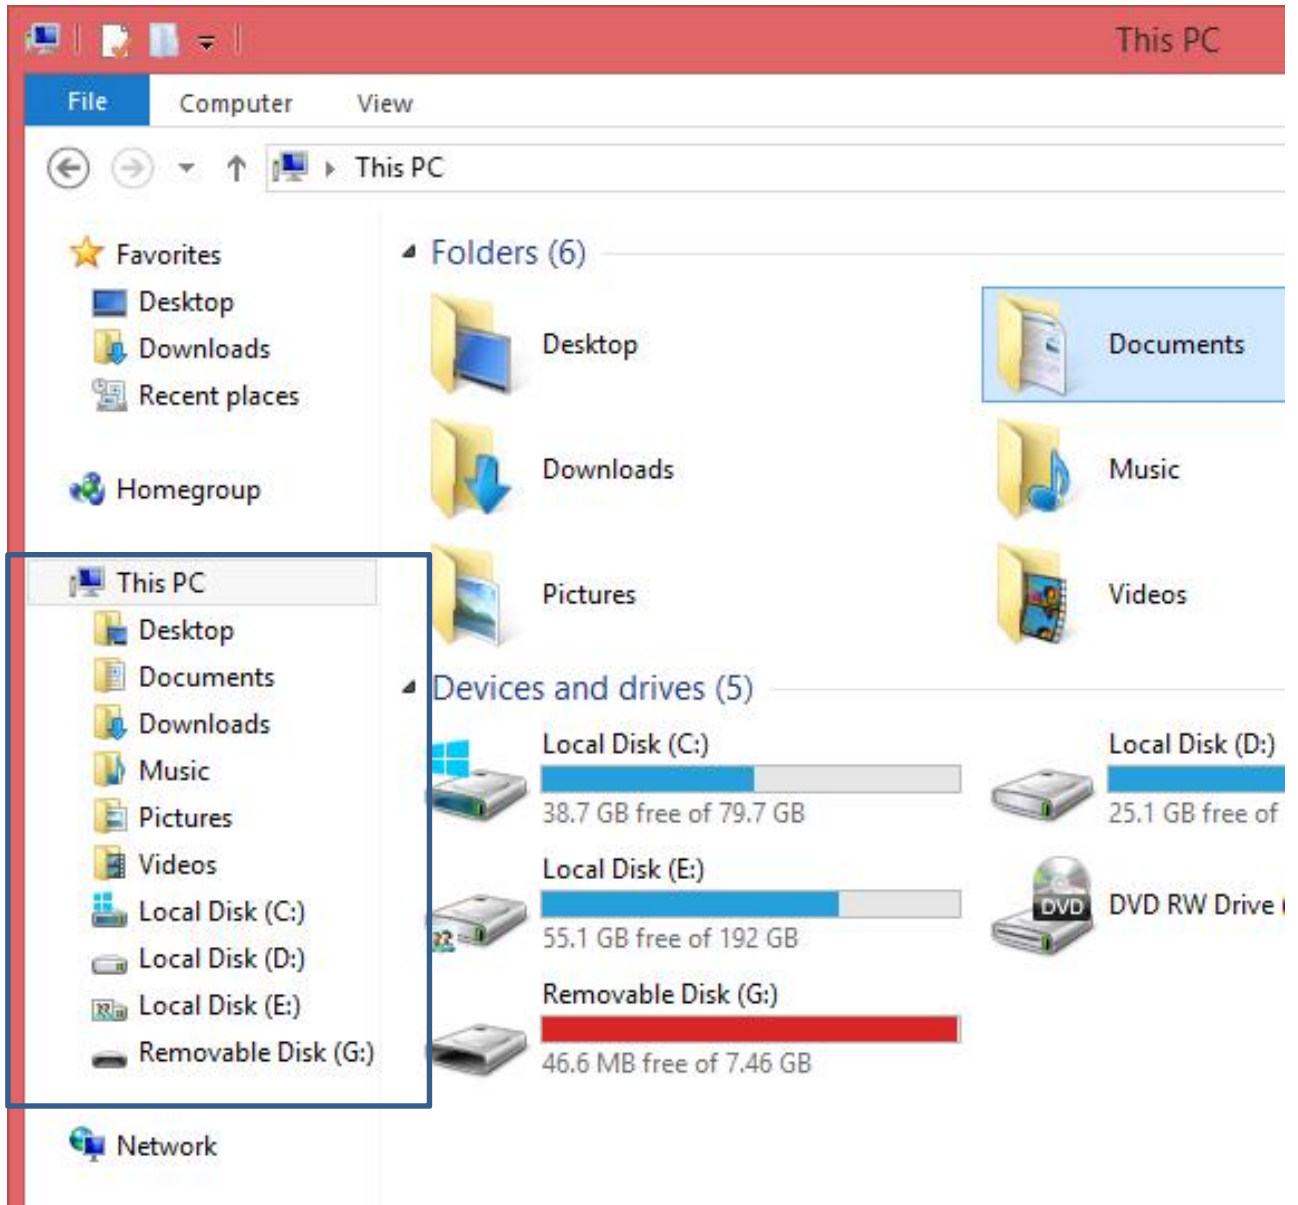 This PC
File Computer View
This PC
Favorites
Desktop
Downloads
Recent places
Homegroup
This PC
Desktop
Documents
Downloads
Music
Pictures
Videos
Local Disk (C:)
Local Disk (D:)
Local Disk (E:)
Removable Disk (G:)
Network
Folders (6)
Desktop
Documents
Downloads
Music
Pictures
Videos
Devices and drives (5)
Local Disk (C:)
38.7 GB free of 79.7 GB
Local Disk (D:)
25.1 GB free of
Local Disk (E:)
55.1 GB free of 192 GB
DVD
DVD RW Drive
Removable Disk (G:)
46.6 MB free of 7.46 GB